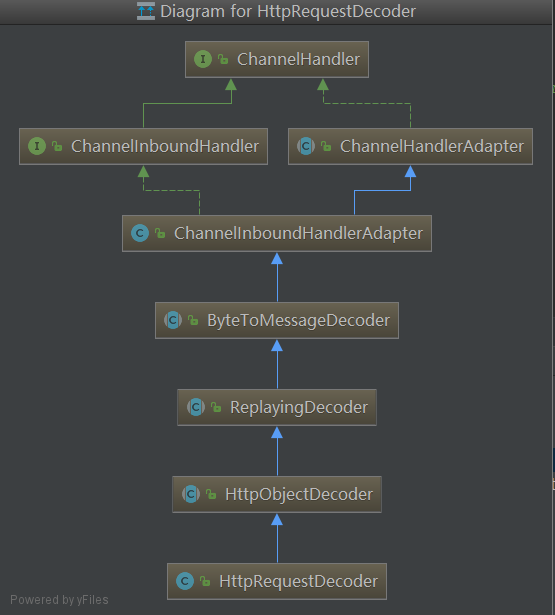 Diagram for HttpRequestDecoder
I ChannelHandler
I ChannelInboundHandler
C ChannelHandlerAdapter
C ChannelInboundHandlerAdapter
C ByteToMessageDecoder
C ReplayingDecoder
C HttpObjectDecoder
C HttpRequestDecoder
Powered by yFiles